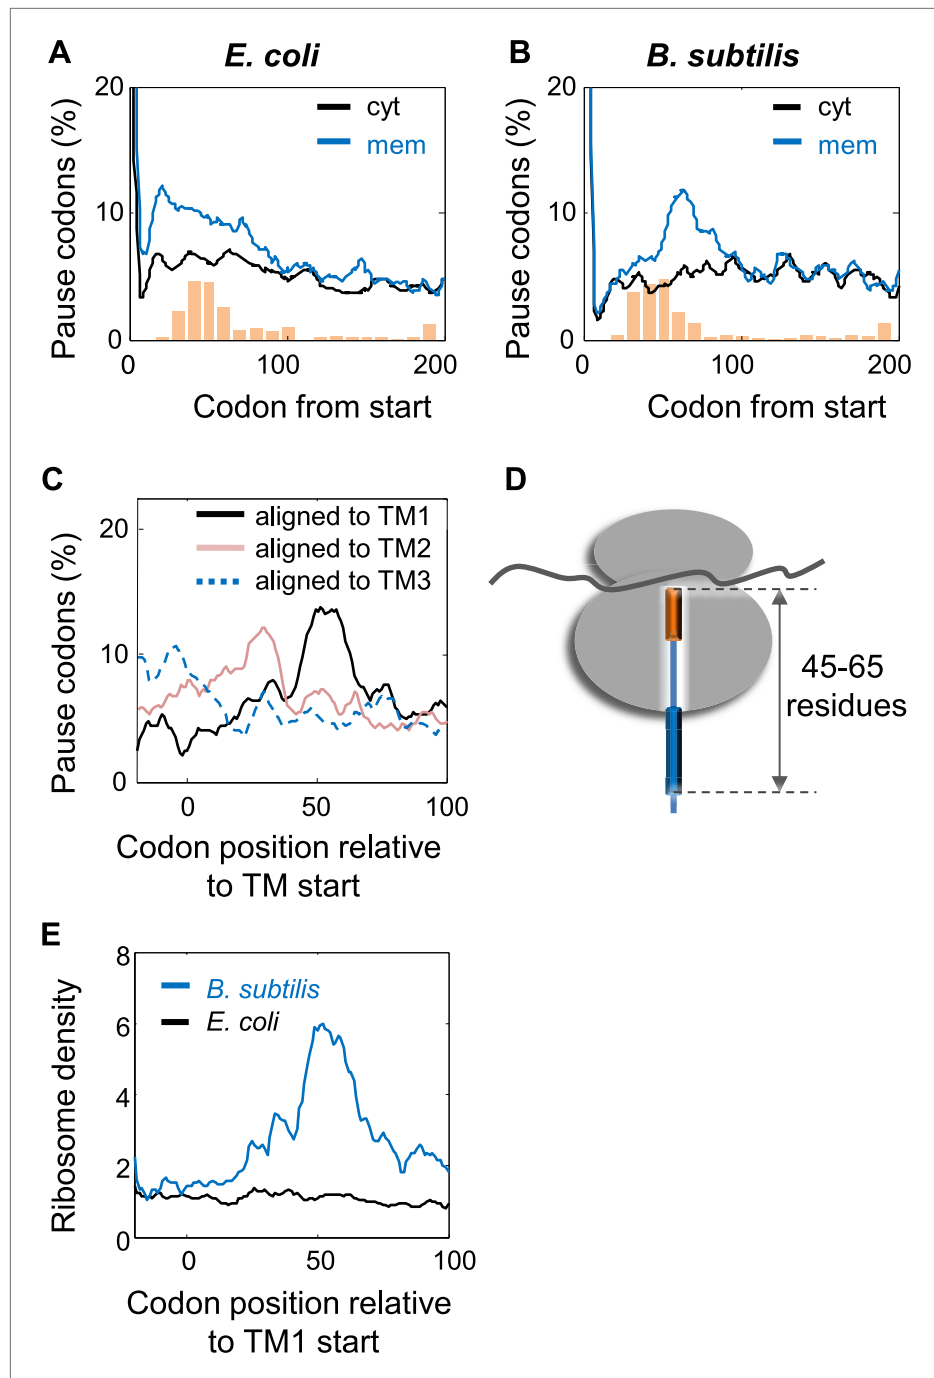 A
E. coli
Pause codons (%)
20
10
0
cyt
mem
0
100
200
Codon from start
B
B. subtilis
Pause codons (%)
20
10
0
cyt
mem
0
100
200
Codon from start
C
Pause codons (%)
20
10
0
aligned to TM1
aligned to TM2
aligned to TM3
0
50
100
Codon position relative
to TM start
D
45-65
residues
E
Ribosome density
8
6
4
2
0
B. subtilis
E. coli
0
50
100
Codon position relative
to TM1 start